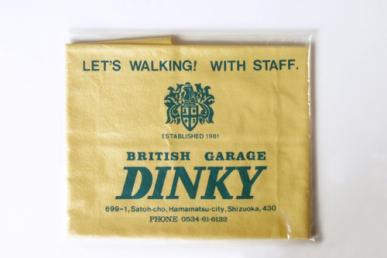 LET'S WALKING! WITH STAFF.
ESTABLISHED 1981
BRITISH GARAGE
DINKY
699-1, Satoh-cho, Hamamatsu-city, Shizuoka, 430
PHONE 0534-61-6132